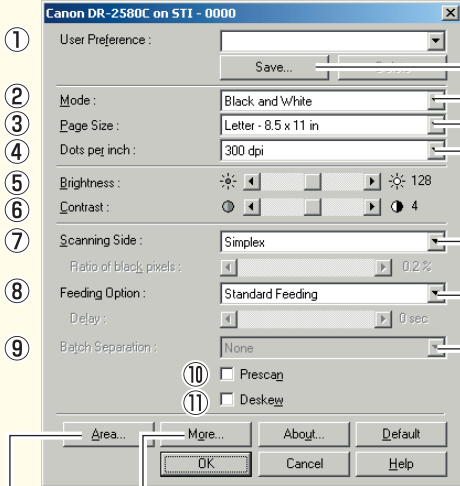 Canon DR-2580C on STI - 0000
① User Preference :
Save... Delete
② Mode : Black and White
③ Page Size : Letter - 8.5 x 11 in
④ Dots per inch : 300 dpi
⑤ Brightness : 128
⑥ Contrast : 4
⑦ Scanning Side : Simplex
Ratio of black pixels : 0.2 %
⑧ Feeding Option : Standard Feeding
Delay : 0 sec
⑨ Batch Separation : None
⑩ Prescan
⑪ Deskew
Area... More... About... Default
OK Cancel Help